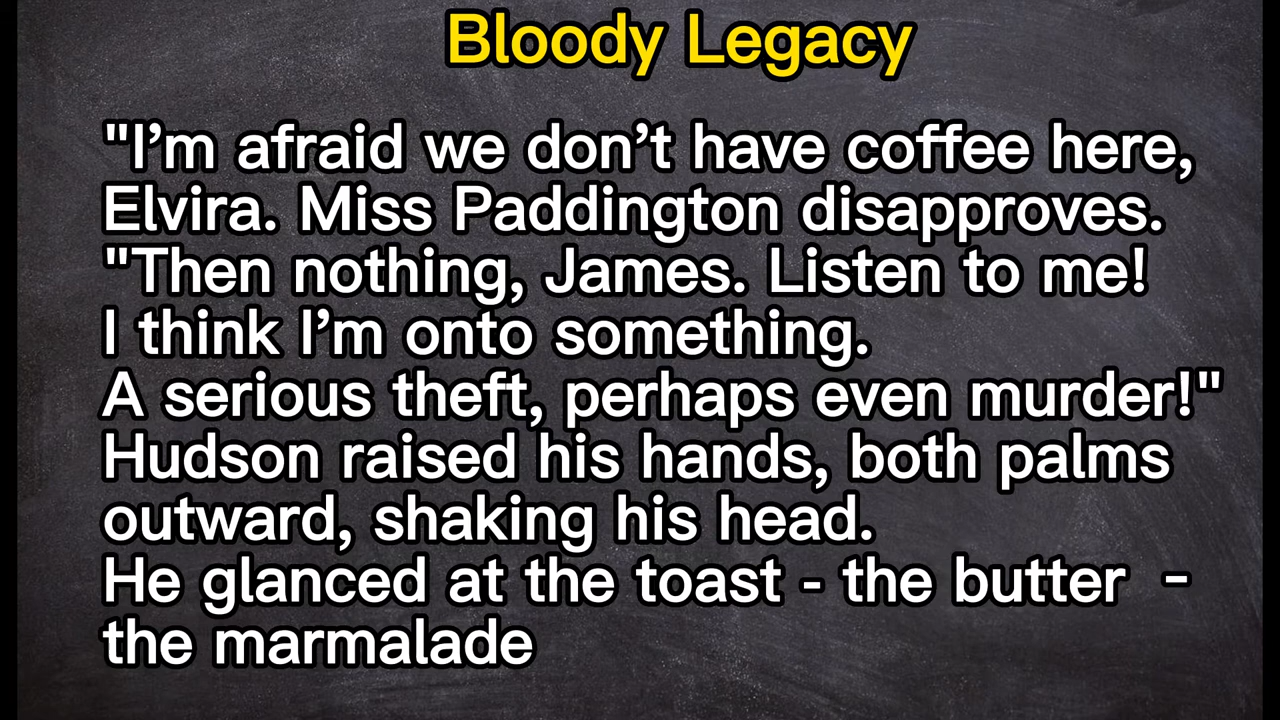 Bloody Legacy
"I’m afraid we don’t have coffee here,
Elvira. Miss Paddington disapproves.
"Then nothing, James. Listen to me!
I think I’m onto something.
A serious theft, perhaps even murder!"
Hudson raised his hands, both palms
outward, shaking his head.
He glanced at the toast - the butter -
the marmalade